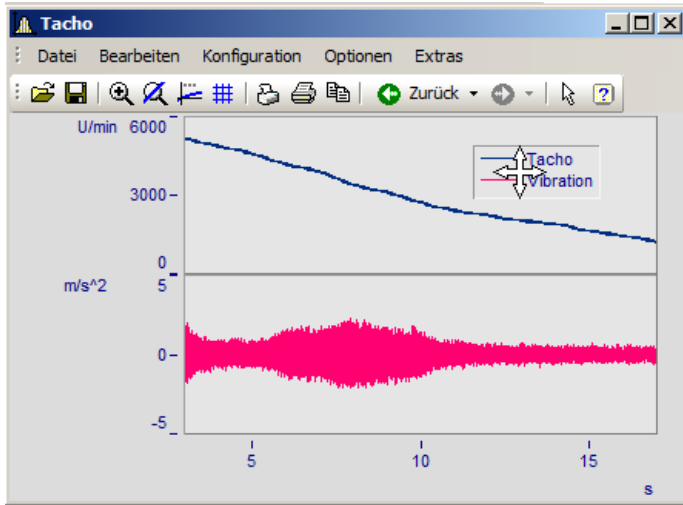 Tacho
Datei Bearbeiten Konfiguration Optionen Extras
Zurück
U/min 6000
Tacho
Vibration
3000
0
m/s^2 5
0
-5
5 10 15
s